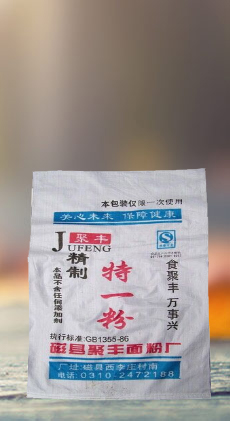 本包装仅限一次使用
关心未来 保障健康
聚丰
JUFENG
精制
特一粉
本品不含任何添加剂
食聚丰 万事兴
执行标准:GB1355-86
磁县聚丰面粉厂
厂址:磁县西李庄村南
电话:0310 2472188